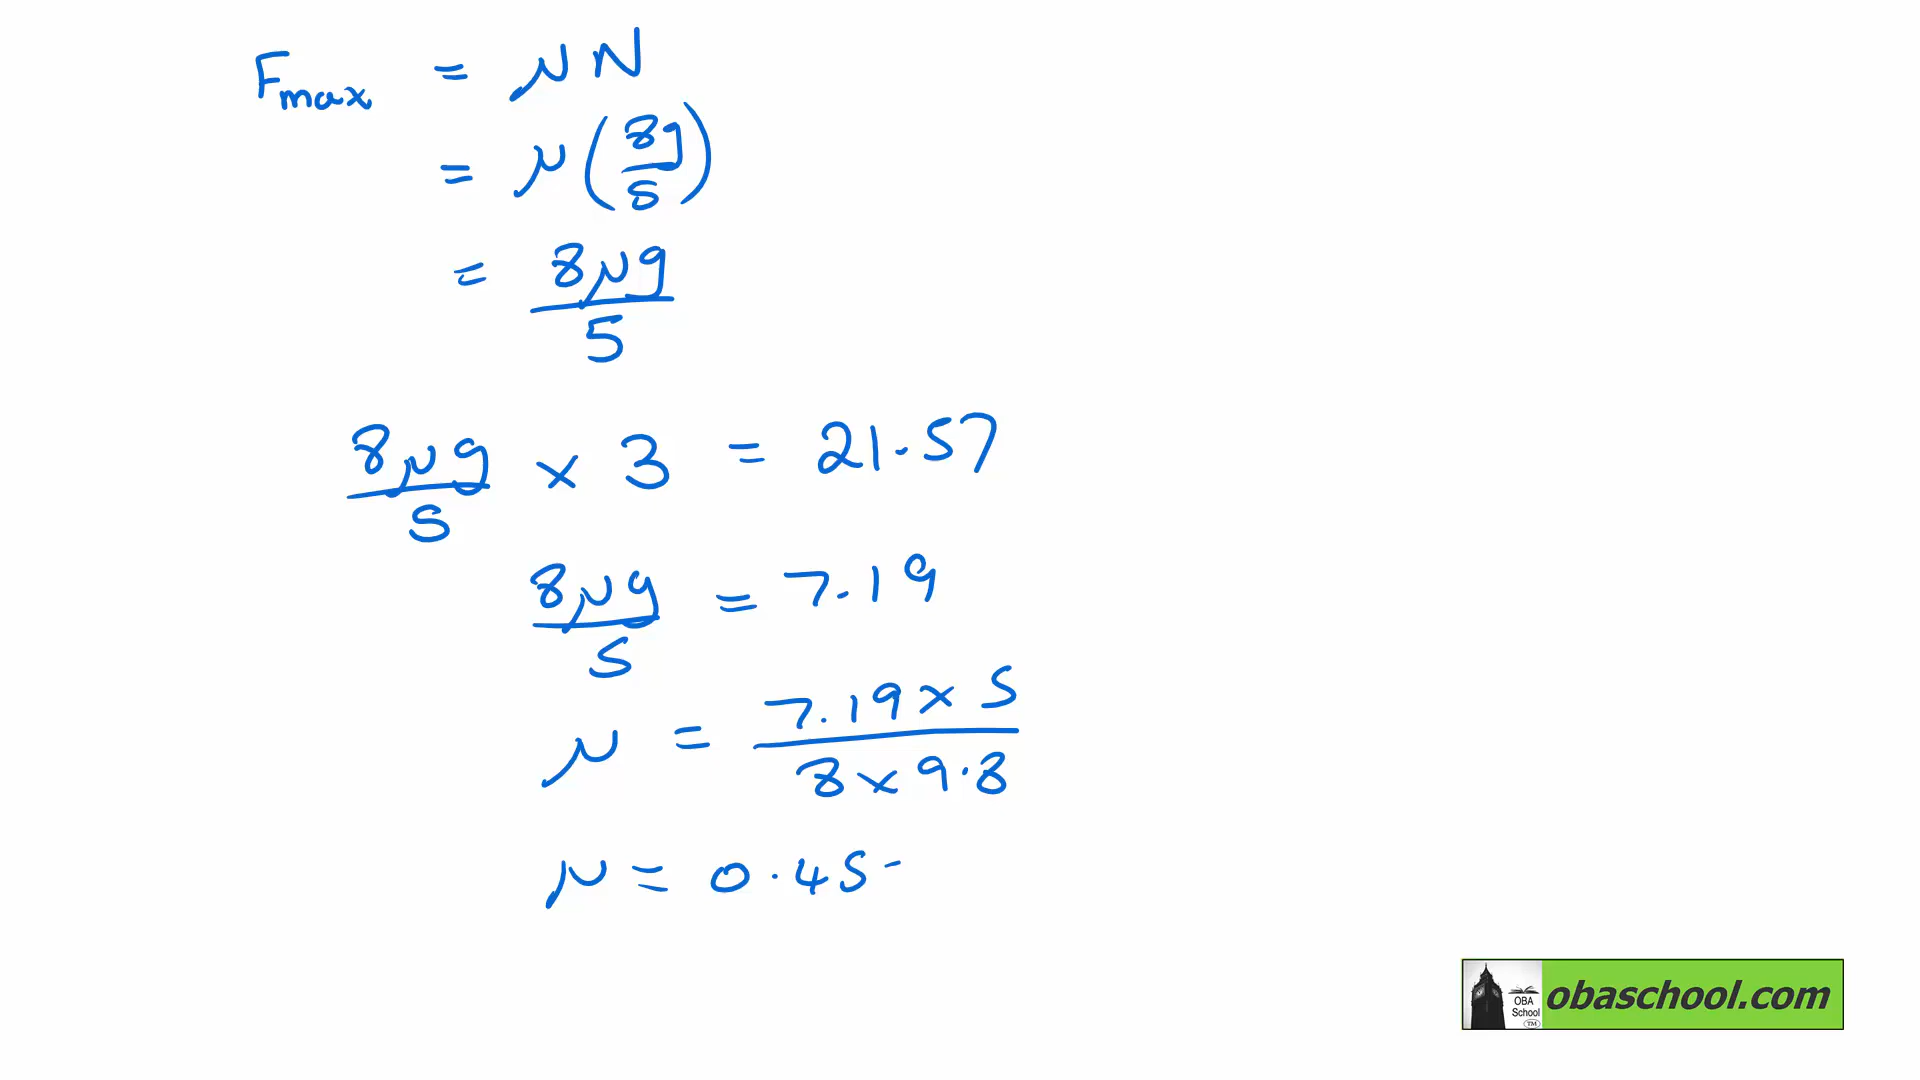 Fmax = μN
= μ(8g/5)
= 8μg/5
8μg/5 × 3 = 21.57
8μg/5 = 7.19
μ = 7.19 × 5/8 × 9.8
μ = 0.45
OBA School TM obaschool.com